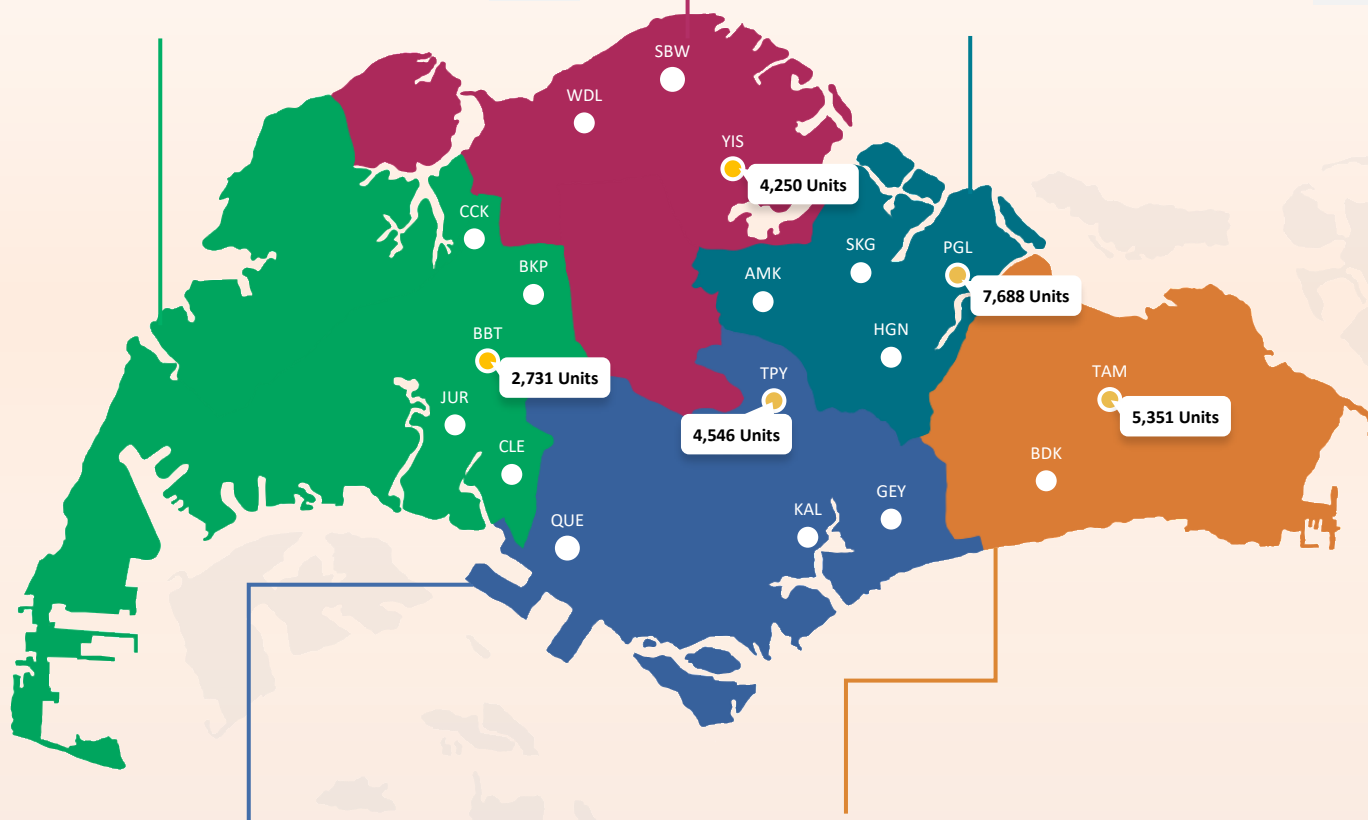 SBW
WDL
YIS
4,250 Units
CCK
SKG
PGL
BKP
AMK
7,688 Units
HGN
BBT
2,731 Units
TPY
TAM
JUR
4,546 Units
5,351 Units
CLE
BDK
GEY
KAL
QUE